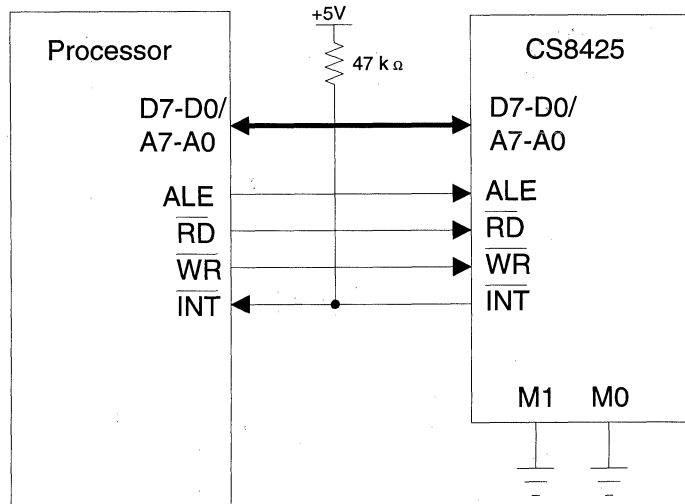 +5V
Processor
47 k Ω
CS8425
D7-D0/
A7-A0
D7-D0/
A7-A0
ALE
ALE
RD
RD
WR
WR
INT
INT
M1
M0